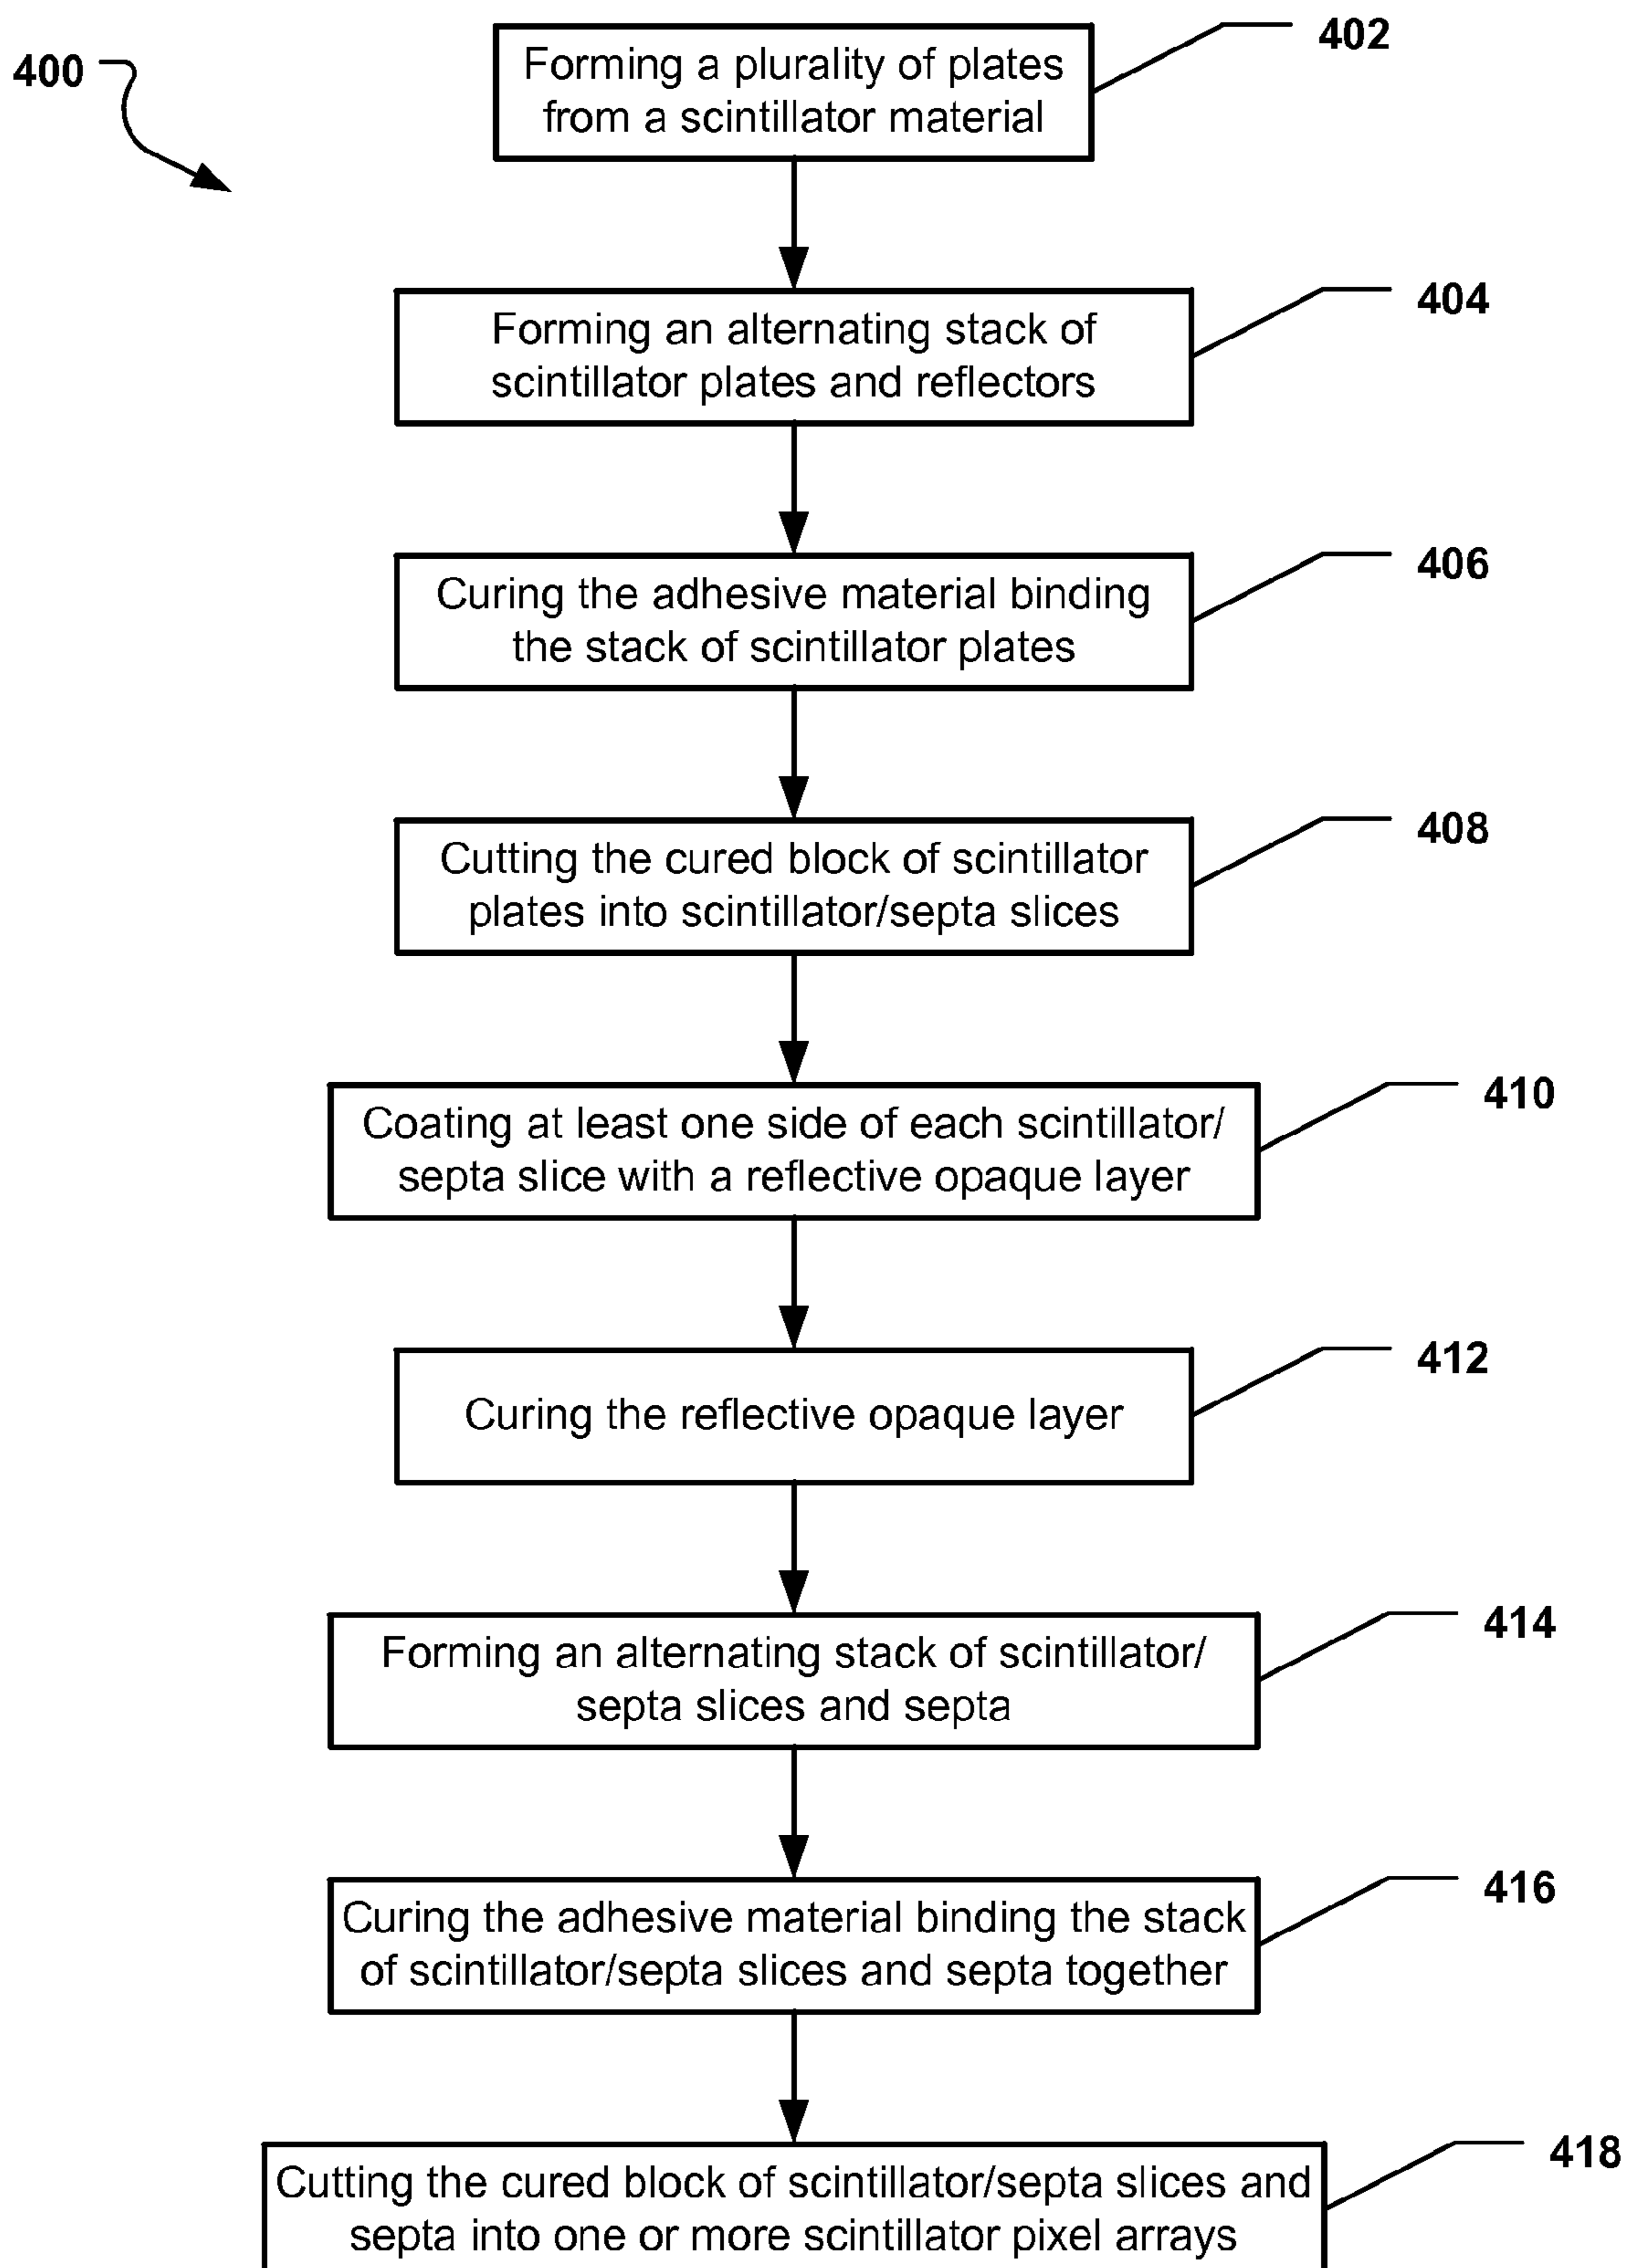 400
Forming a plurality of plates
from a scintillator material
402
Forming an alternating stack of
scintillator plates and reflectors
404
Curing the adhesive material binding
the stack of scintillator plates
406
Cutting the cured block of scintillator
plates into scintillator/septa slices
408
Coating at least one side of each scintillator/
septa slice with a reflective opaque layer
410
Curing the reflective opaque layer
412
Forming an alternating stack of scintillator/
septa slices and septa
414
Curing the adhesive material binding the stack
of scintillator/septa slices and septa together
416
Cutting the cured block of scintillator/septa slices and
septa into one or more scintillator pixel arrays
418